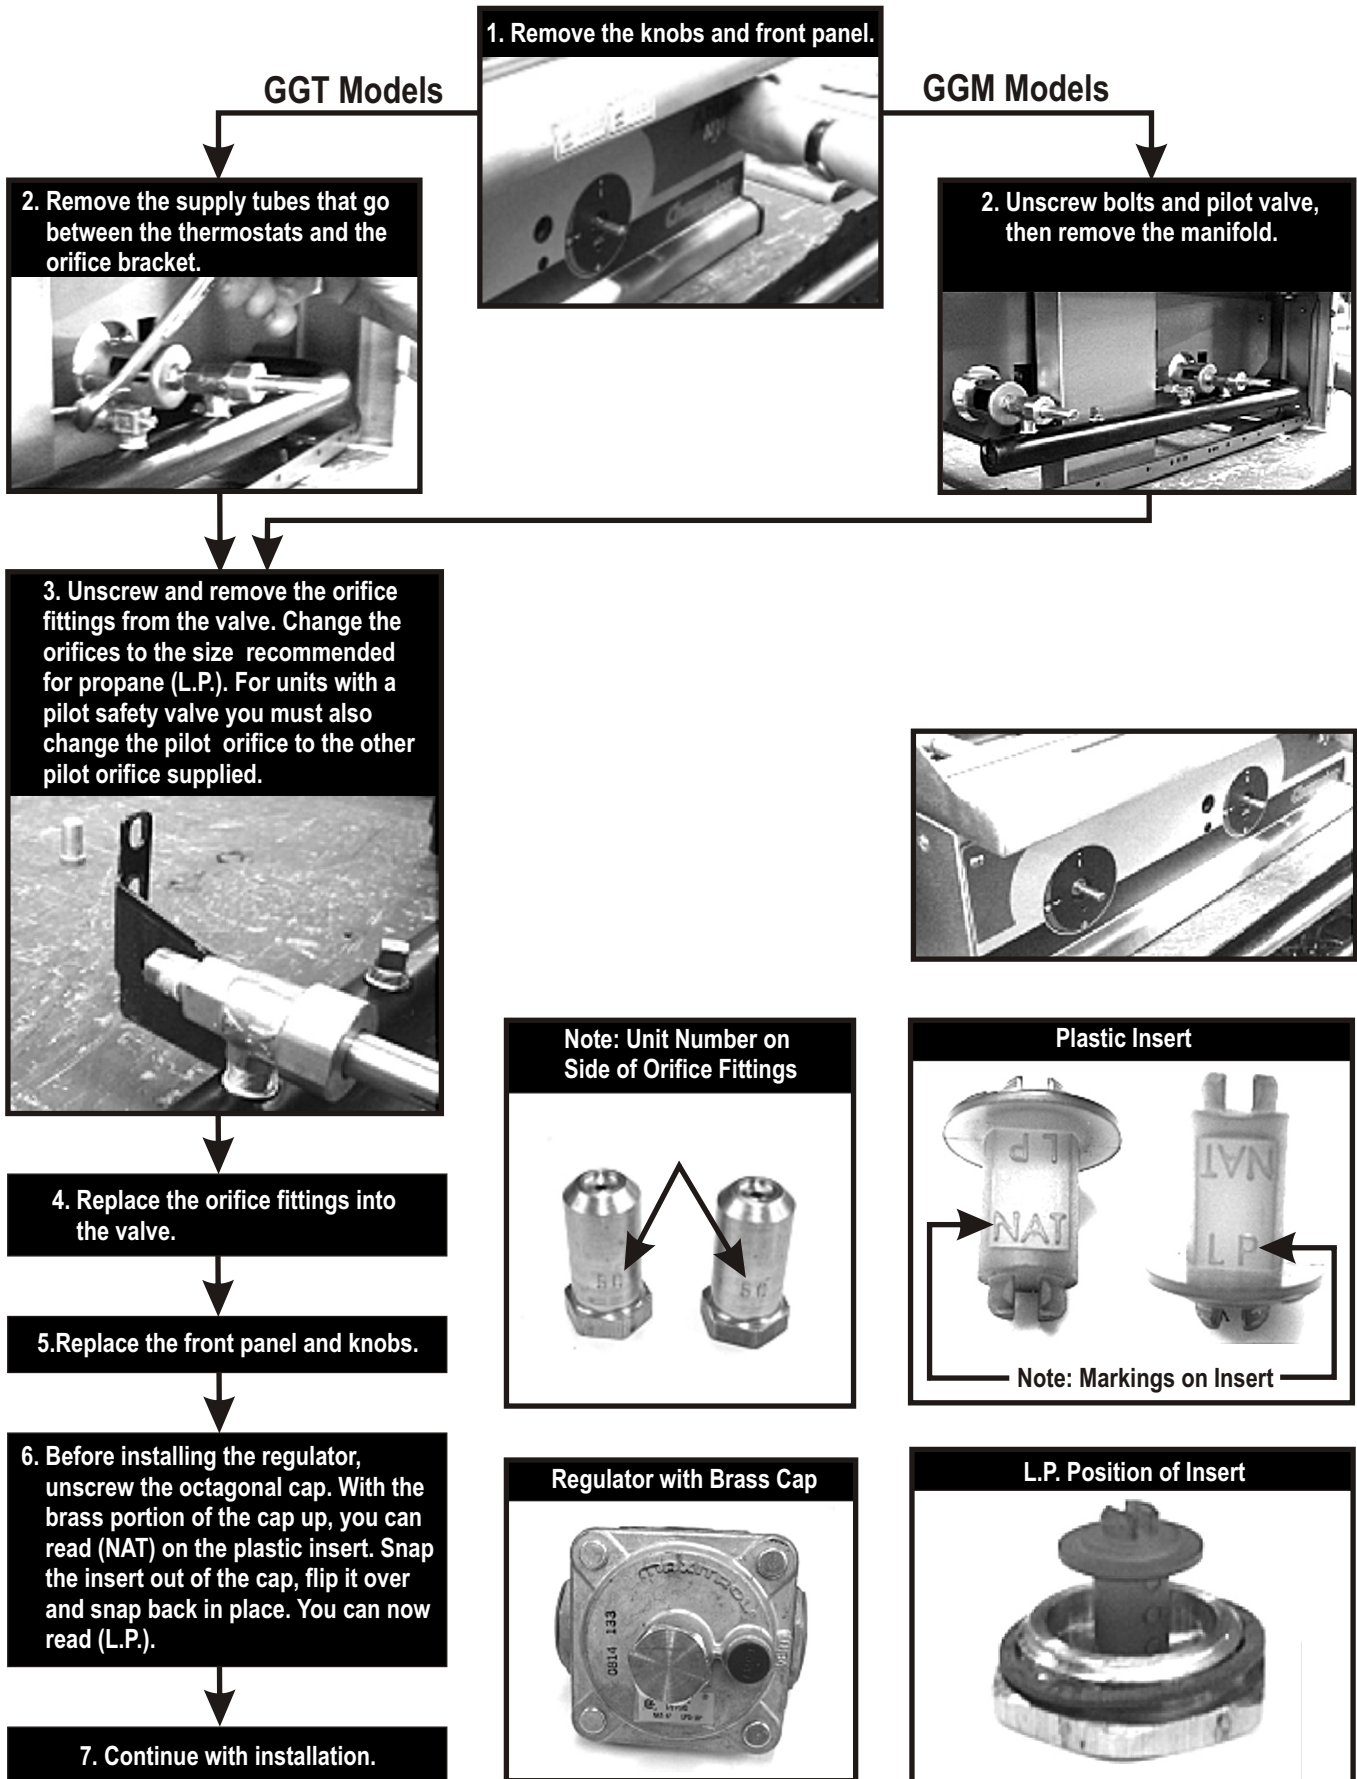 1. Remove the knobs and front panel.
GGT Models
GGM Models
2. Remove the supply tubes that go
between the thermostats and the
orifice bracket.
2. Unscrew bolts and pilot valve,
then remove the manifold.
3. Unscrew and remove the orifice
fittings from the valve. Change the
orifices to the size recommended
for propane (L.P.). For units with a
pilot safety valve you must also
change the pilot orifice to the other
pilot orifice supplied.
4. Replace the orifice fittings into
the valve.
5.Replace the front panel and knobs.
6. Before installing the regulator,
unscrew the octagonal cap. With the
brass portion of the cap up, you can
read (NAT) on the plastic insert. Snap
the insert out of the cap, flip it over
and snap back in place. You can now
read (L.P.).
7. Continue with installation.
Note: Unit Number on
Side of Orifice Fittings
Plastic Insert
LP
NAT
NAT
LP
Note: Markings on Insert
Regulator with Brass Cap
maxitrol
0814 133
L.P. Position of Insert